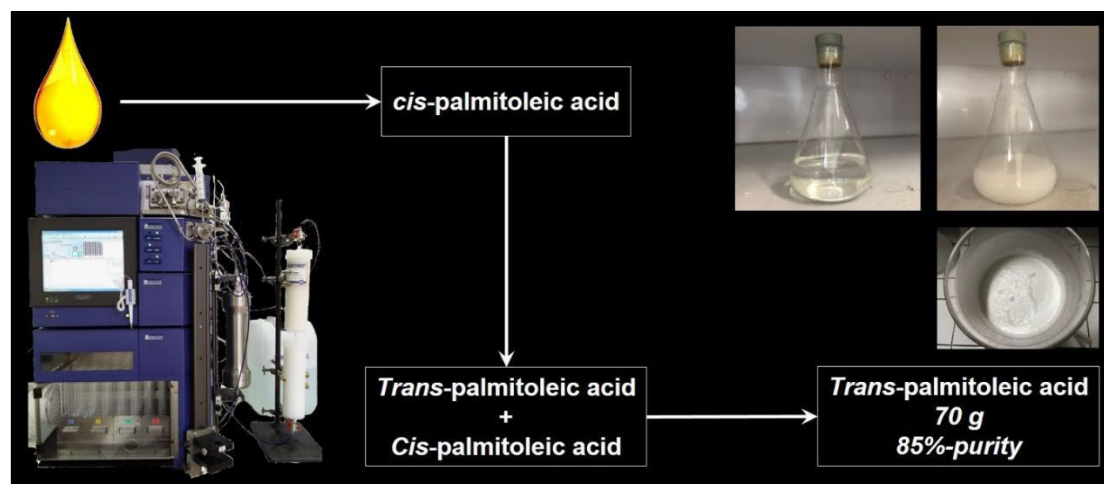 cis-palmitoleic acid
Trans-palmitoleic acid
+
Cis-palmitoleic acid
Trans-palmitoleic acid
70 g
85%-purity